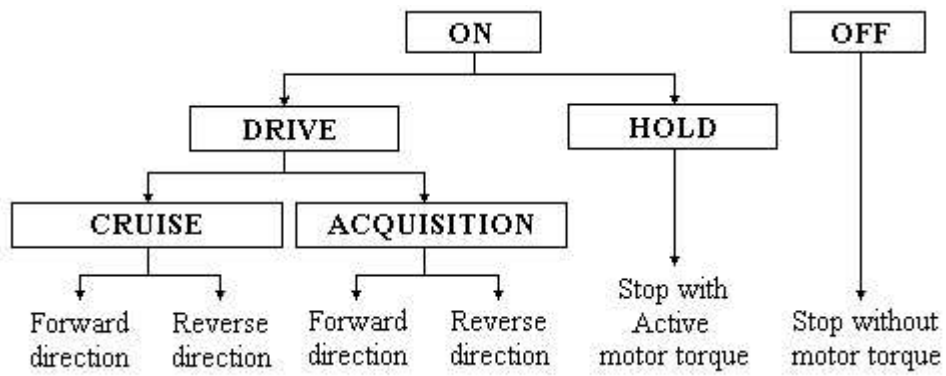 ON
OFF
DRIVE
HOLD
CRUISE
ACQUISITION
Forward
direction
Reverse
direction
Forward
direction
Reverse
direction
Stop with
Active
motor torque
Stop without
motor torque